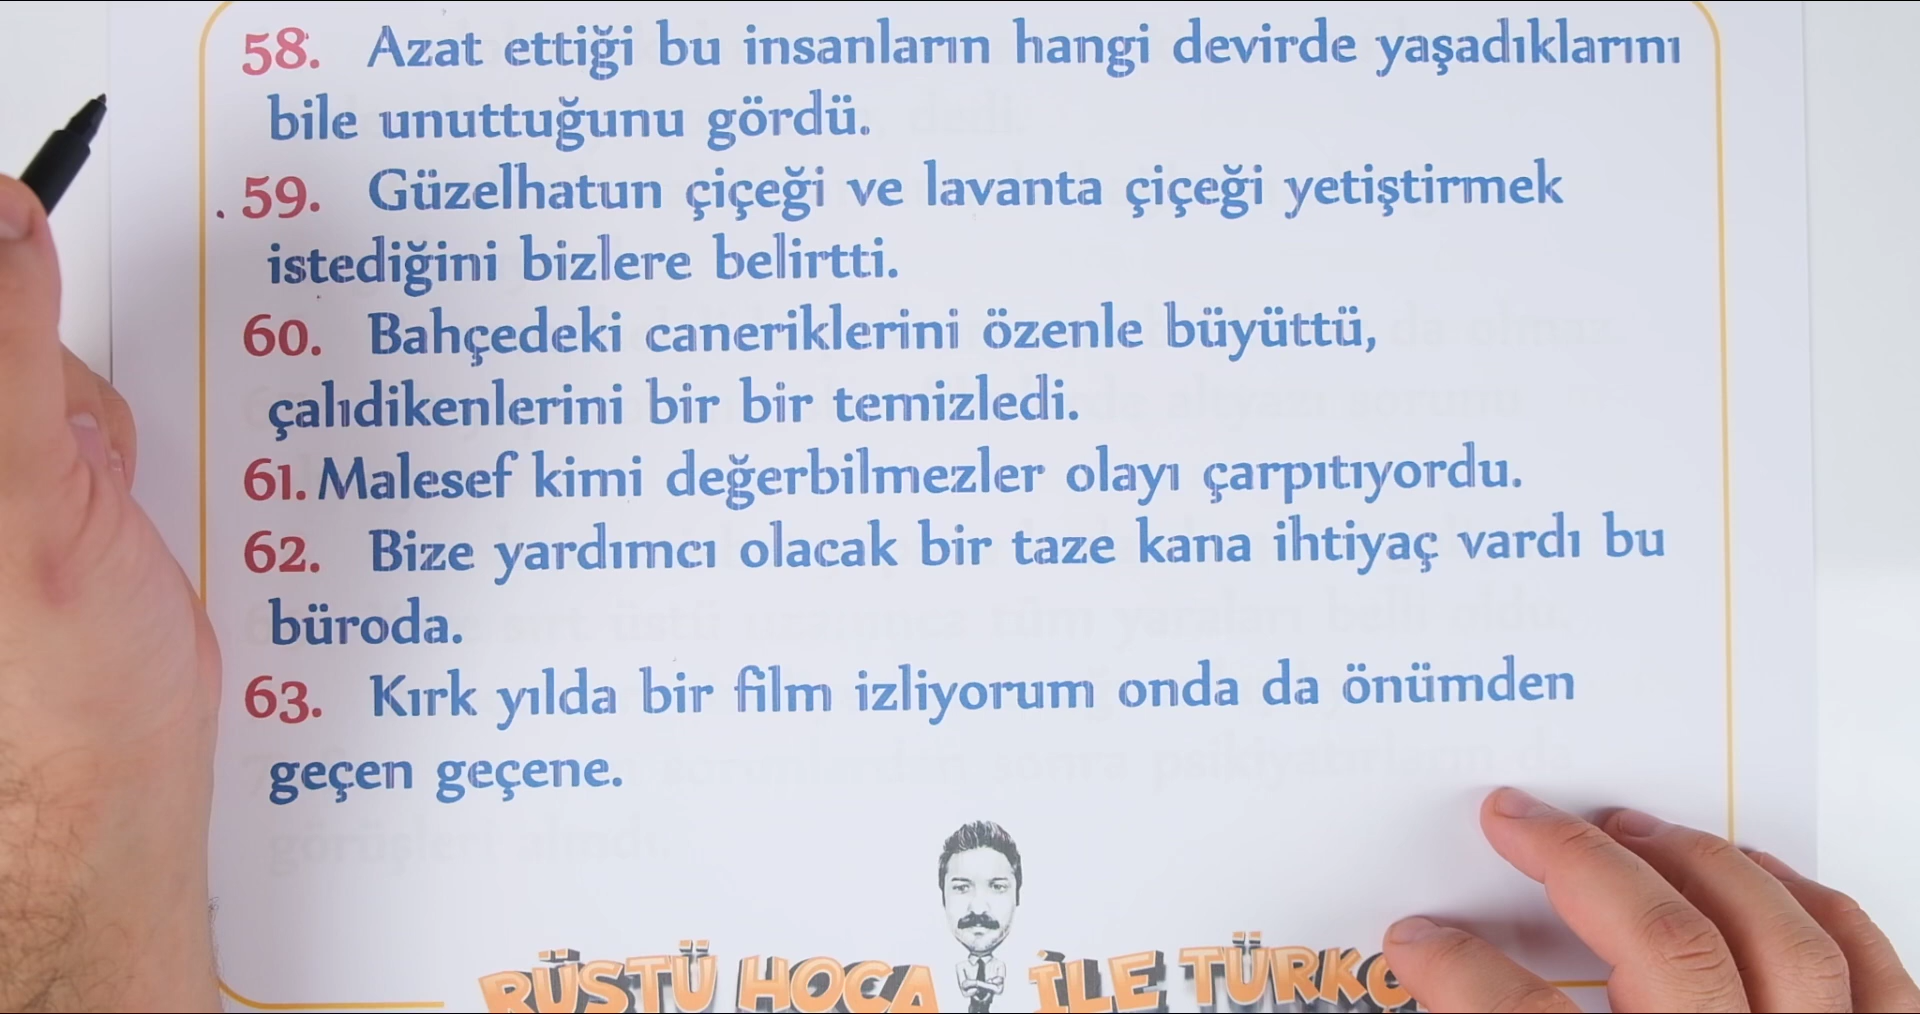 58. Azat ettiği bu insanların hangi devirde yaşadıklarını
bile unuttuğunu gördü.
59. Güzelhatun çiçeği ve lavanta çiçeği yetiştirmek
istediğini bizlere belirtti.
60. Bahçedeki caneriklerini özenle büyüttü,
çalıdikenlerini bir bir temizledi.
61. Malesef kimi değerbilmezler olayı çarpıtıyordu.
62. Bize yardımcı olacak bir taze kana ihtiyaç vardı bu
büroda.
63. Kırk yılda bir film izliyorum onda da önümden
geçen geçene.
RÜSTÜ HOCA İLE